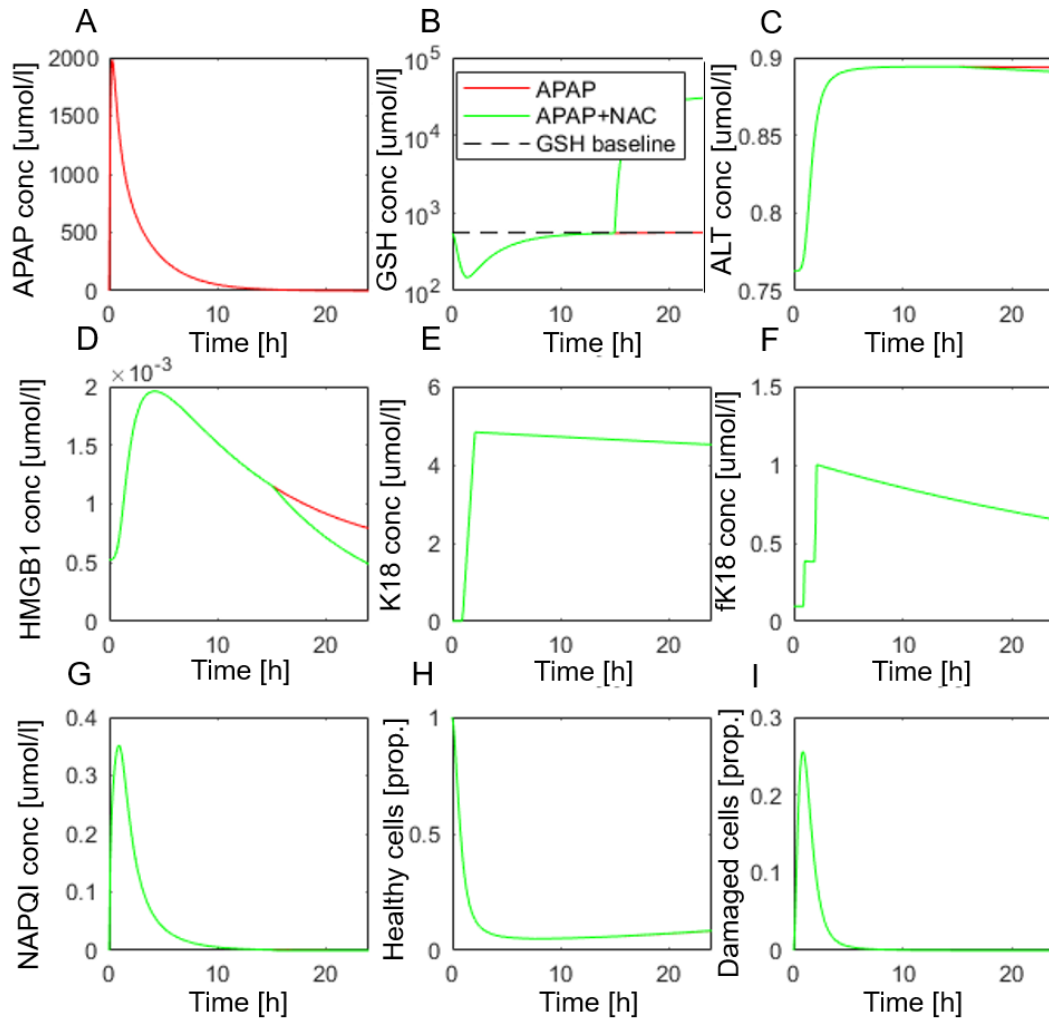 A
B
C
APAP conc [umol/l]
2000
1500
1000
500
0
0
10
20
Time [h]
GSH conc [umol/l]
10^5
10^4
10^3
10^2
APAP
APAP+NAC
GSH baseline
0
10
20
Time [h]
ALT conc [umol/l]
0.9
0.85
0.8
0.75
0
10
20
Time [h]
D
E
F
HMGB1 conc [umol/l]
2 × 10^-3
1.5
1
0.5
0
0
10
20
Time [h]
K18 conc [umol/l]
6
4
2
0
0
10
20
Time [h]
fK18 conc [umol/l]
1.5
1
0.5
0
0
10
20
Time [h]
G
H
I
NAPQI conc [umol/l]
0.4
0.3
0.2
0.1
0
0
10
20
Time [h]
Healthy cells [prop.]
1
0.5
0
0
10
20
Time [h]
Damaged cells [prop.]
0.3
0.2
0.1
0
0
10
20
Time [h]